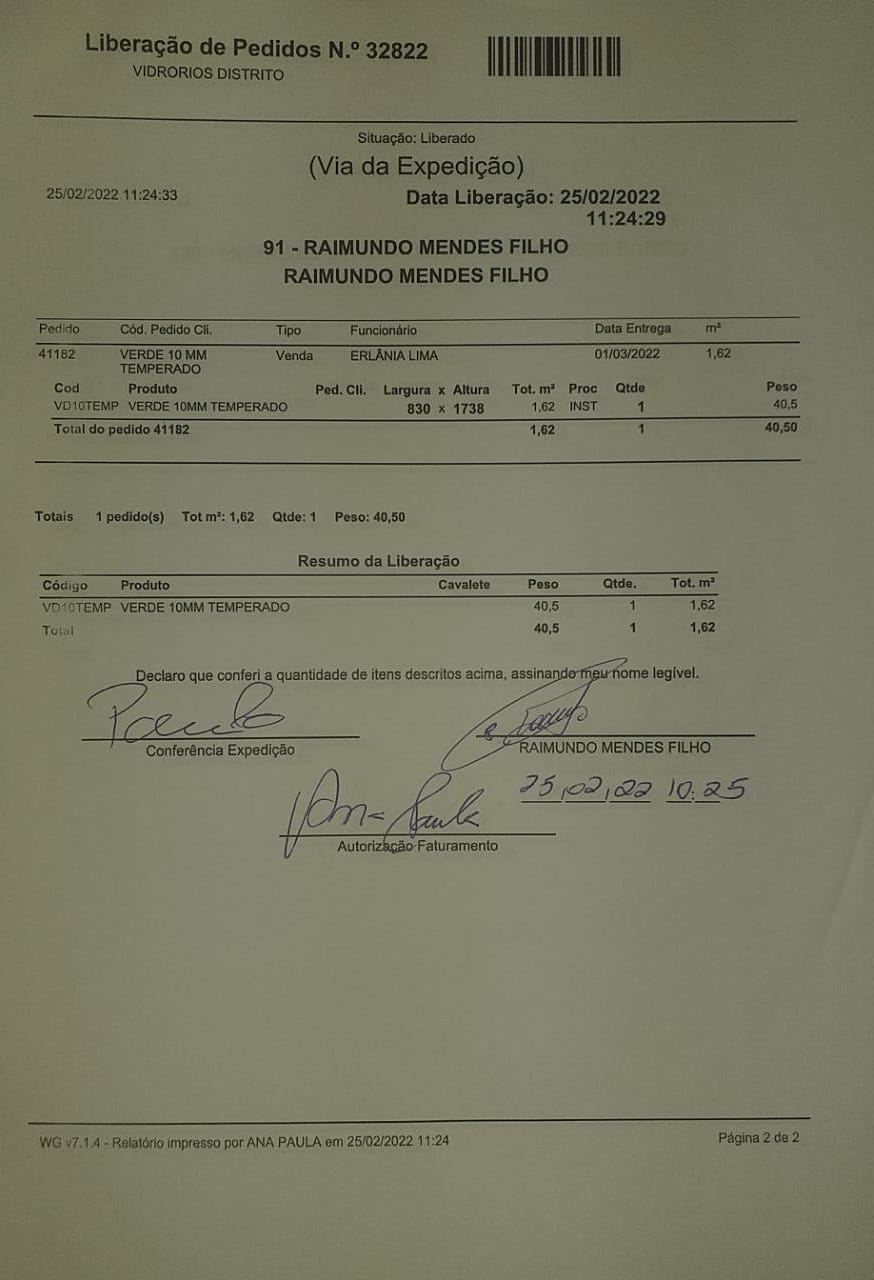 Liberação de Pedidos N.º 32822
VIDRORIOS DISTRITO
Situação: Liberado
(Via da Expedição)
25/02/2022 11:24:33
Data Liberação: 25/02/2022
11:24:29
91 - RAIMUNDO MENDES FILHO
RAIMUNDO MENDES FILHO
Pedido Cód. Pedido Cli. Tipo Funcionário Data Entrega m²
41182 VERDE 10 MM Venda ERLÂNIA LIMA 01/03/2022 1,62
TEMPERADO
Cod Produto Ped. Cli. Largura x Altura Tot. m² Proc Qtde Peso
VD10TEMP VERDE 10MM TEMPERADO 830 x 1738 1,62 INST 1 40,5
Total do pedido 41182 1,62 1 40,50
Totais 1 pedido(s) Tot m²: 1,62 Qtde: 1 Peso: 40,50
Resumo da Liberação
Código Produto Cavalete Peso Qtde. Tot. m²
VD10TEMP VERDE 10MM TEMPERADO 40,5 1 1,62
Total 40,5 1 1,62
Declaro que conferi a quantidade de itens descritos acima, assinando meu nome legível.
Conferência Expedição
RAIMUNDO MENDES FILHO
25,02,22 10:25
Ana Paula
Autorização Faturamento
WG v7.1.4 - Relatório impresso por ANA PAULA em 25/02/2022 11:24
Página 2 de 2